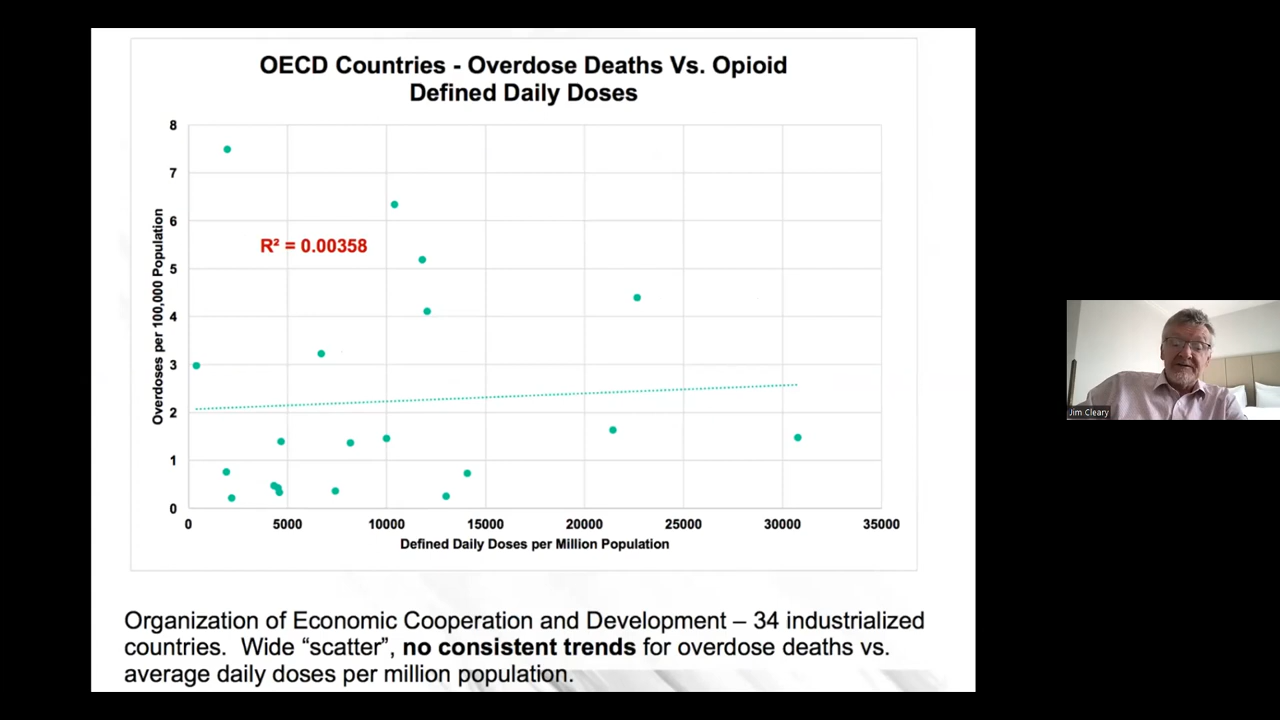 OECD Countries - Overdose Deaths Vs. Opioid
Defined Daily Doses
8
7
6
5
4
3
2
1
0
Overdoses per 100,000 Population
R² = 0.00358
0 5000 10000 15000 20000 25000 30000 35000
Defined Daily Doses per Million Population
Organization of Economic Cooperation and Development – 34 industrialized
countries. Wide “scatter”, no consistent trends for overdose deaths vs.
average daily doses per million population.
Jim Cleary